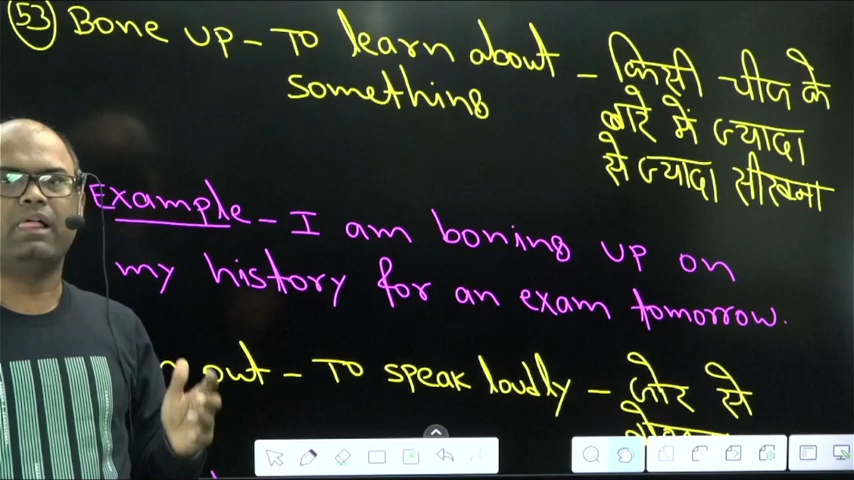 53 Bone up - To learn about - किसी चीज के
something बारे में ज्यादा
से ज्यादा सीखना
Example - I am boning up on
my history for an exam tomorrow.
out - To speak loudly - जोर से